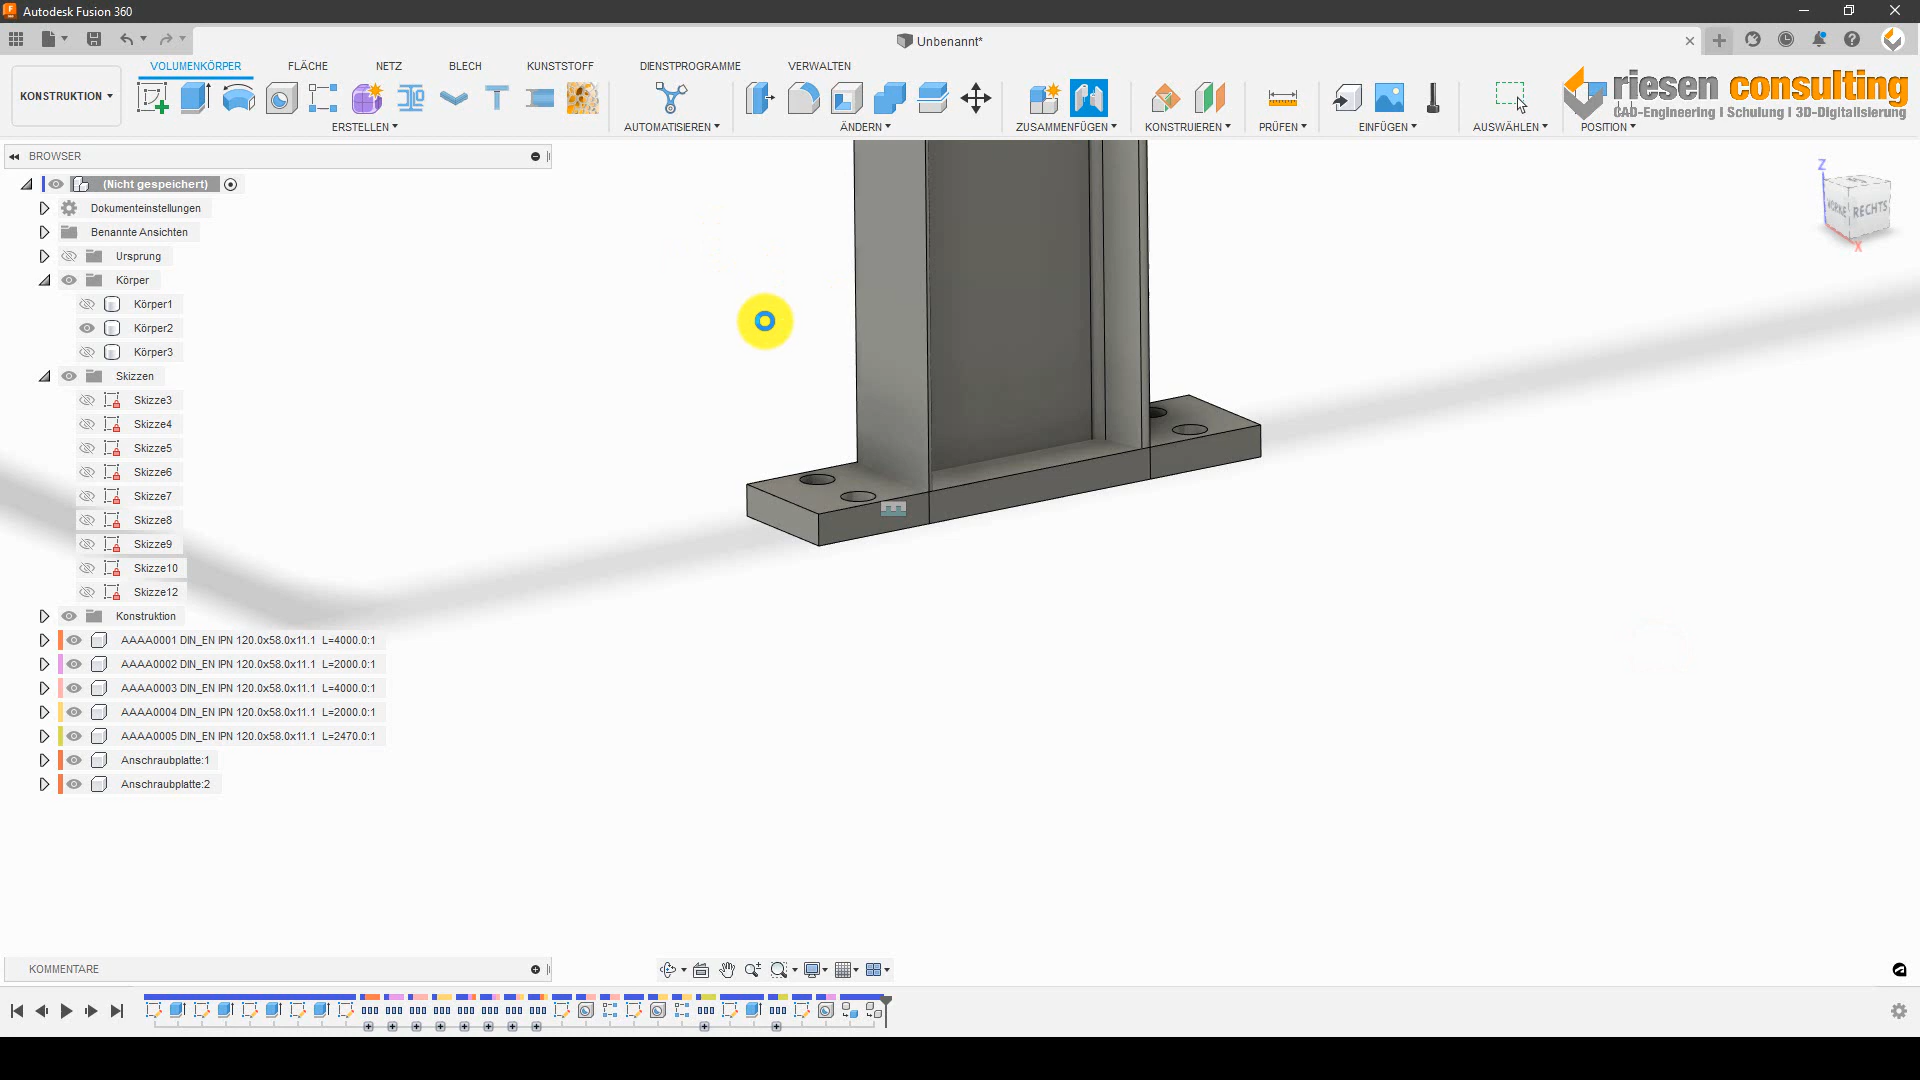 Autodesk Fusion 360
Unbenannt*
KONSTRUKTION
VOLUMENKÖRPER
FLÄCHE
NETZ
BLECH
KUNSTSTOFF
DIENSTPROGRAMME
VERWALTEN
ERSTELLEN
AUTOMATISIEREN
ÄNDERN
ZUSAMMENFÜGEN
KONSTRUIEREN
PRÜFEN
EINFÜGEN
AUSWÄHLEN
POSITION
riesen consulting
CAD-Engineering I Schulung I 3D-Digitalisierung
BROWSER
(Nicht gespeichert)
Dokumenteinstellungen
Benannte Ansichten
Ursprung
Körper
Körper1
Körper2
Körper3
Skizzen
Skizze3
Skizze4
Skizze5
Skizze6
Skizze7
Skizze8
Skizze9
Skizze10
Skizze12
Konstruktion
AAAA0001 DIN_EN IPN 120.0x58.0x11.1 L=4000.0:1
AAAA0002 DIN_EN IPN 120.0x58.0x11.1 L=2000.0:1
AAAA0003 DIN_EN IPN 120.0x58.0x11.1 L=4000.0:1
AAAA0004 DIN_EN IPN 120.0x58.0x11.1 L=2000.0:1
AAAA0005 DIN_EN IPN 120.0x58.0x11.1 L=2470.0:1
Anschraubplatte:1
Anschraubplatte:2
Z
RECHTS
X
KOMMENTARE